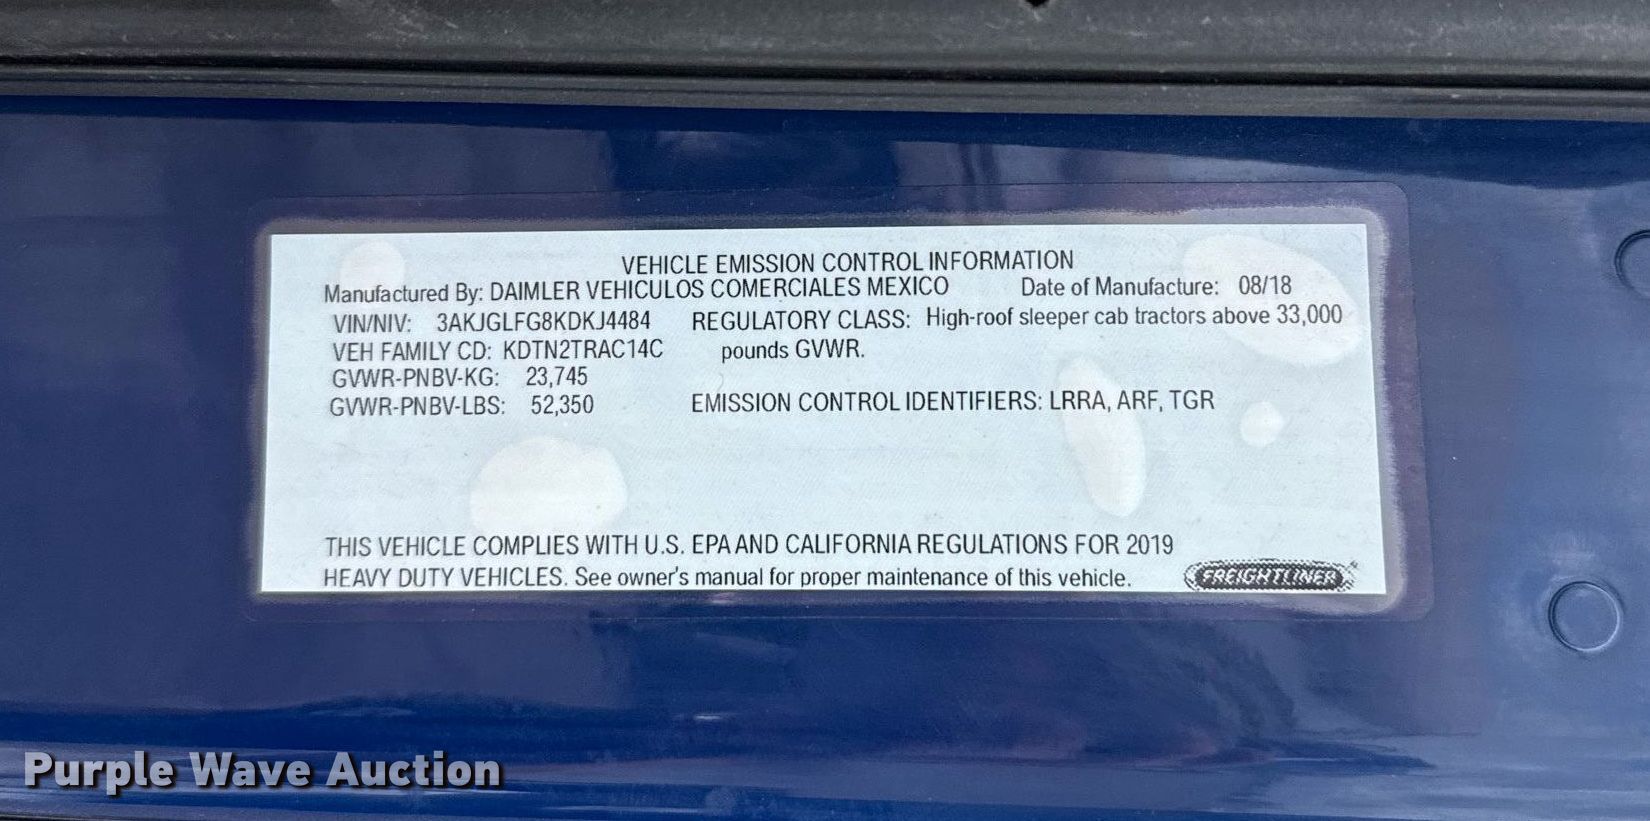 VEHICLE EMISSION CONTROL INFORMATION
Manufactured By: DAIMLER VEHICULOS COMERCIALES MEXICO Date of Manufacture: 08/18
VIN/NIV: 3AKJGLFG8KDKJ4484 REGULATORY CLASS: High-roof sleeper cab tractors above 33,000
VEH FAMILY CD: KDTN2TRAC14C pounds GVWR.
GVWR-PNBV-KG: 23,745
GVWR-PNBV-LBS: 52,350 EMISSION CONTROL IDENTIFIERS: LRRA, ARF, TGR
THIS VEHICLE COMPLIES WITH U.S. EPA AND CALIFORNIA REGULATIONS FOR 2019
HEAVY DUTY VEHICLES. See owner's manual for proper maintenance of this vehicle.
FREIGHTLINER
Purple Wave Auction